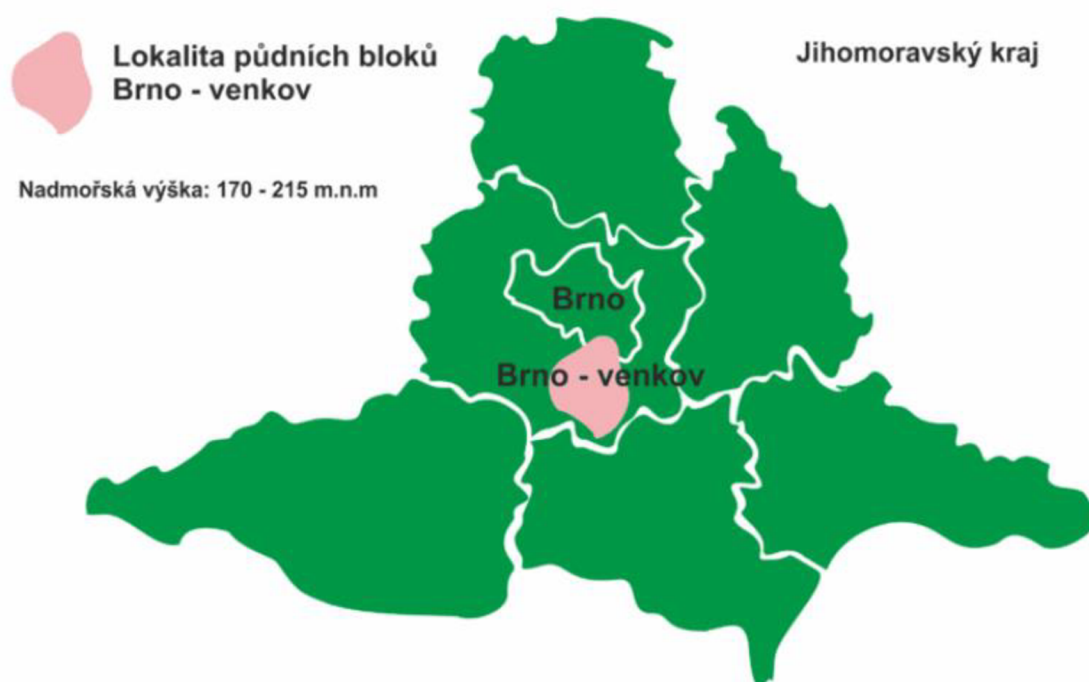 Lokalita půdních bloků
Brno - venkov
Jihomoravský kraj
Nadmořská výška: 170 - 215 m.n.m
Brno
Brno - venkov